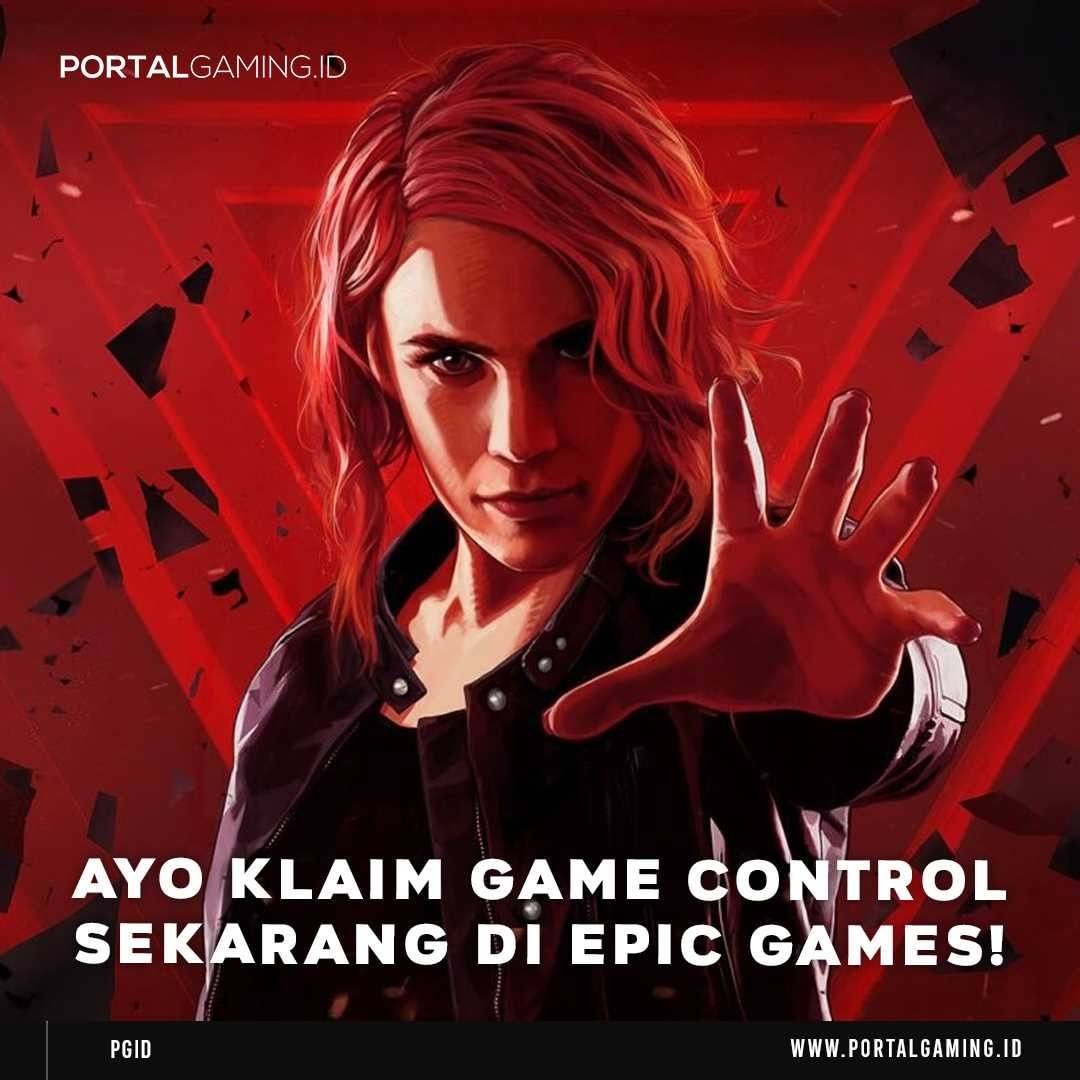 PORTALGAMING.ID
AYO KLAIM GAME CONTROL
SEKARANG DI EPIC GAMES!
PGID
WWW.PORTALGAMING.ID